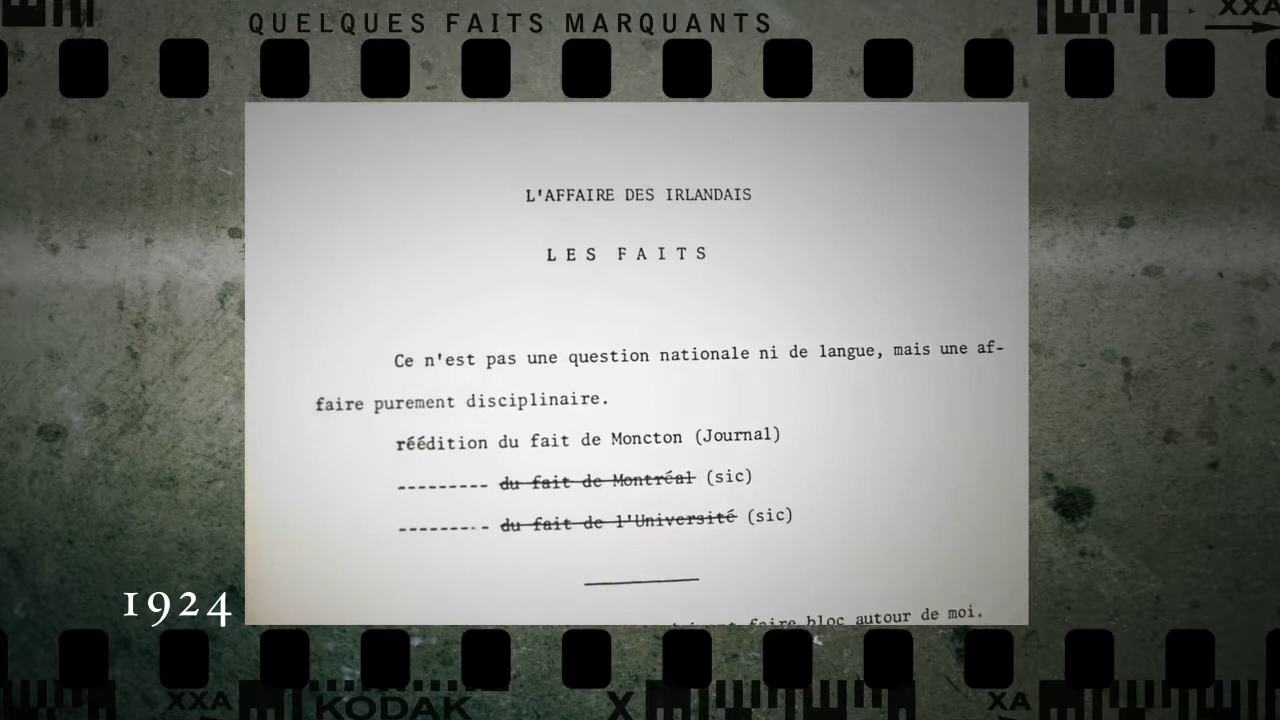 QUELQUES FAITS MARQUANTS
XXA
L'AFFAIRE DES IRLANDAIS
LES FAITS
Ce n'est pas une question nationale ni de langue, mais une af-
faire purement disciplinaire.
réédition du fait de Moncton (Journal)
--------- du fait de Montréal (sic)
--------- du fait de l'Université (sic)
faire bloc autour de moi.
1924
XXA KODAK X XA